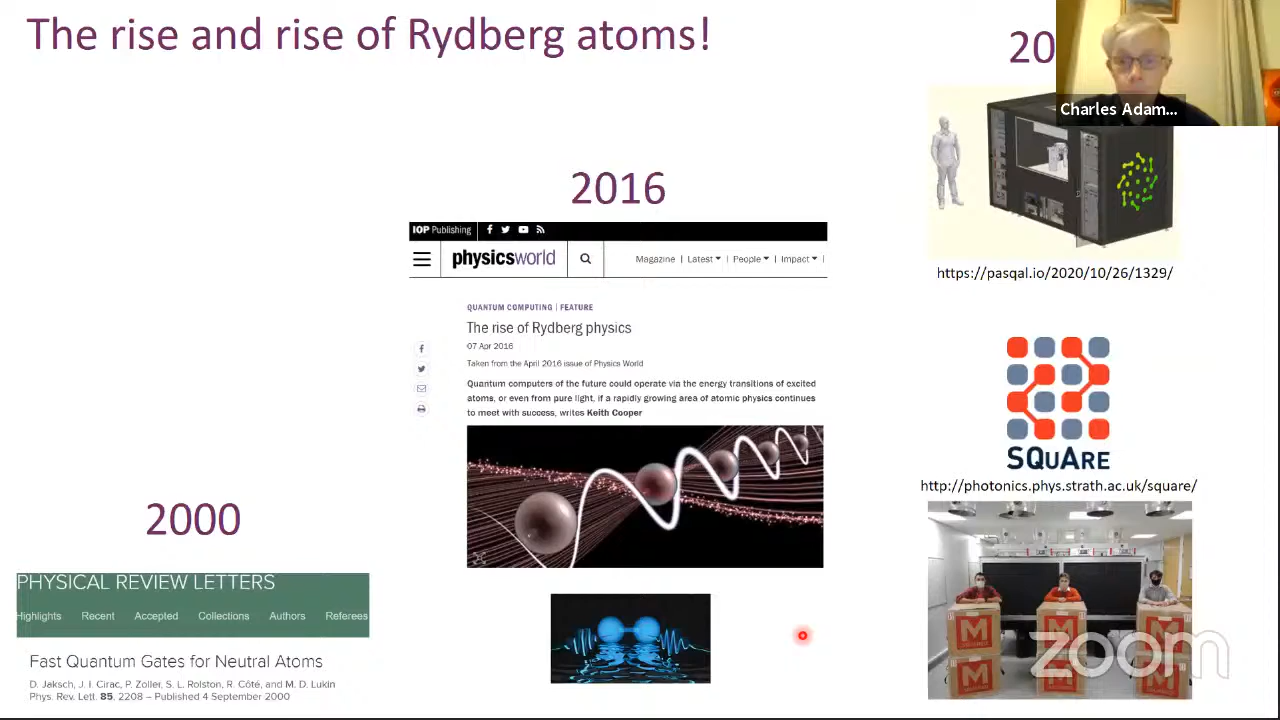 The rise and rise of Rydberg atoms!
20
Charles Adam...
https://pasqal.io/2020/10/26/1329/
2016
IOP Publishing
physicsworld
Magazine | Latest | People | Impact |
QUANTUM COMPUTING | FEATURE
The rise of Rydberg physics
07 Apr 2016
Taken from the April 2016 issue of Physics World
Quantum computers of the future could operate via the energy transitions of excited
atoms, or even from pure light, if a rapidly growing area of atomic physics continues
to meet with success, writes Keith Cooper
SQuARe
http://photonics.phys.strath.ac.uk/square/
2000
PHYSICAL REVIEW LETTERS
Highlights Recent Accepted Collections Authors Referees
Fast Quantum Gates for Neutral Atoms
D. Jaksch, J. I. Cirac, P. Zoller, S. L. Rolston, R. Côté, and M. D. Lukin
Phys. Rev. Lett. 85, 2208 – Published 4 September 2000
M
M
M
M
M
M
zoom